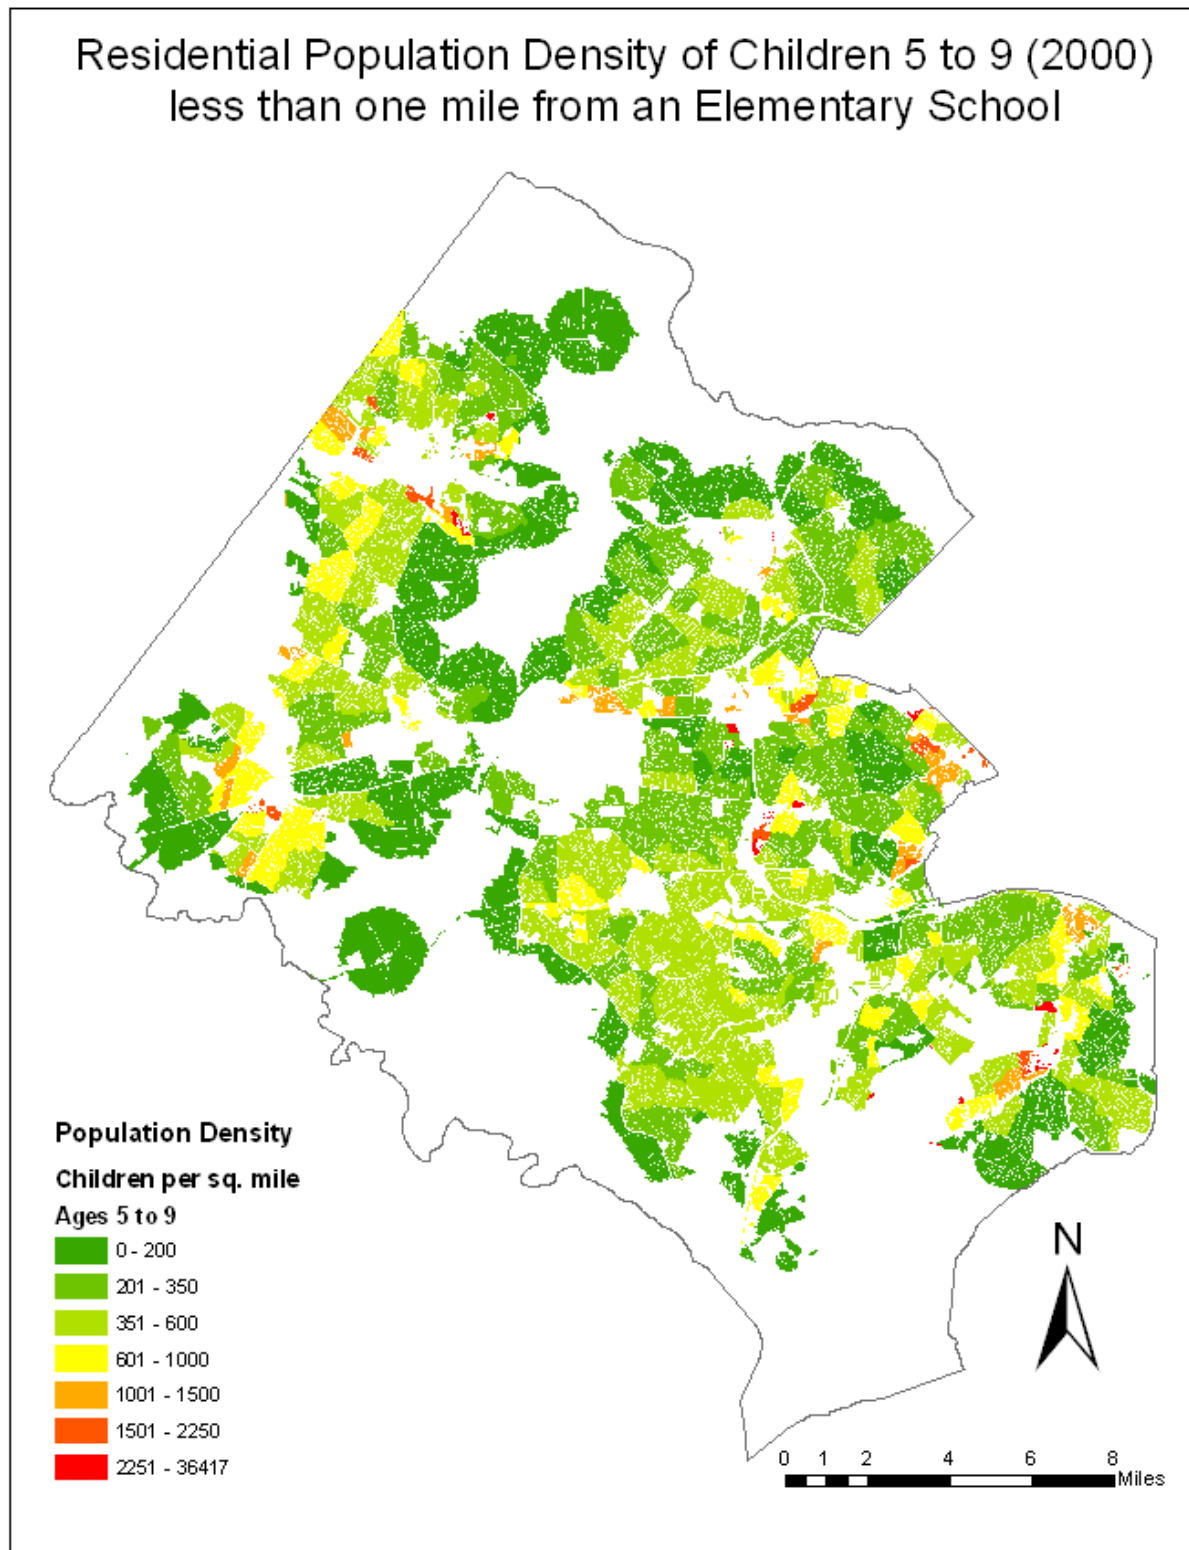 Residential Population Density of Children 5 to 9 (2000)
less than one mile from an Elementary School
Population Density
Children per sq. mile
Ages 5 to 9
0 - 200
201 - 350
351 - 600
601 - 1000
1001 - 1500
1501 - 2250
2251 - 36417
N
0 1 2 4 6 8
Miles